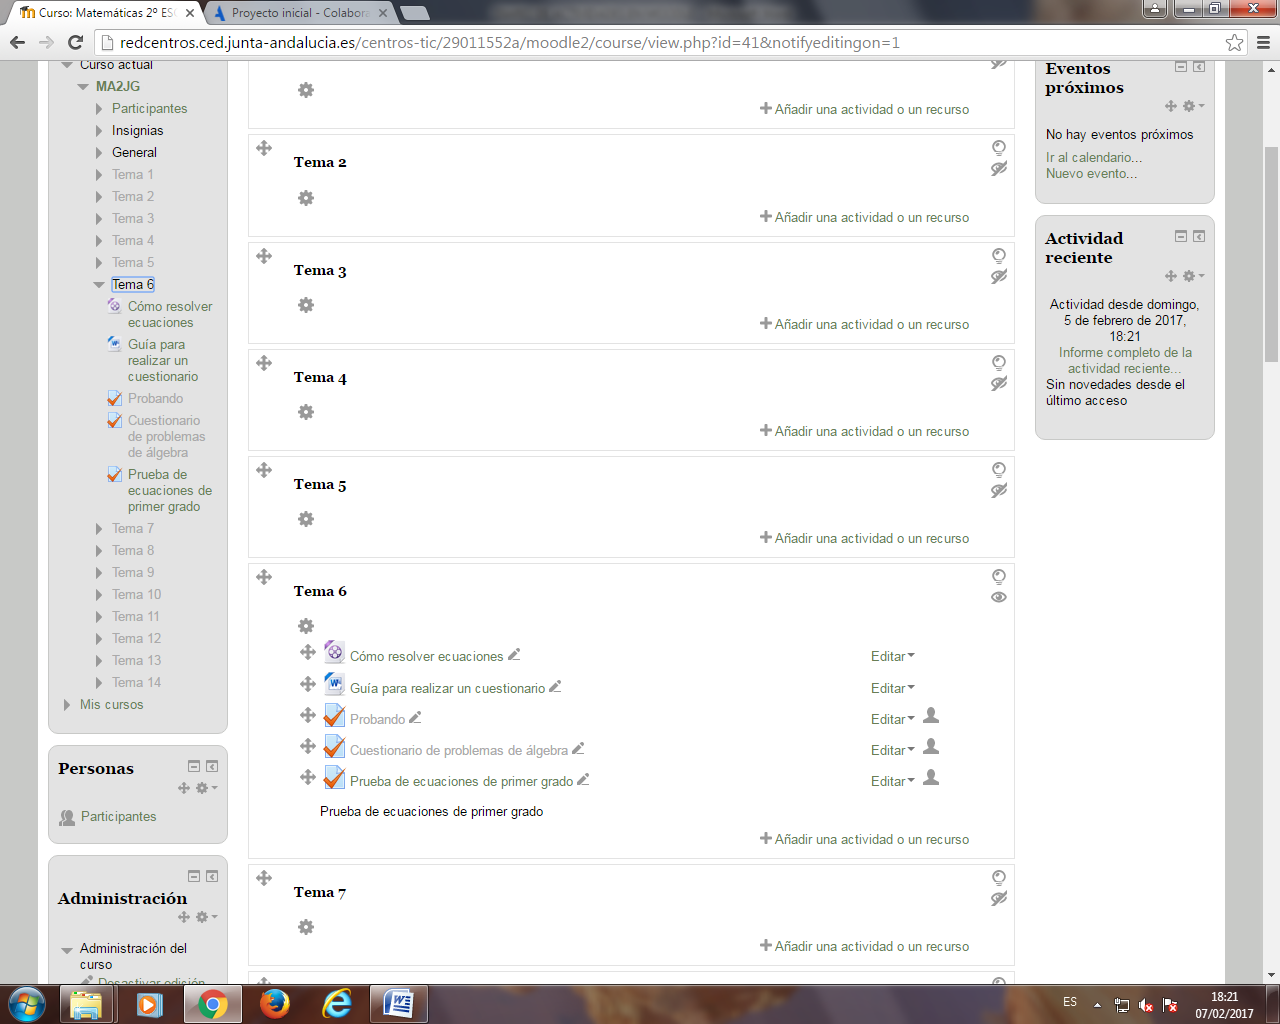 Curso: Matemáticas 2º ESO
Proyecto inicial - Colabora
redcentros.ced.junta-andalucia.es/centros-tic/29011552a/moodle2/course/view.php?id=41&notifyeditingon=1
Curso actual
MA2JG
Participantes
Insignias
General
Tema 1
Tema 2
Tema 3
Tema 4
Tema 5
Tema 6
Cómo resolver
ecuaciones
Guía para
realizar un
cuestionario
Probando
Cuestionario
de problemas
de álgebra
Prueba de
ecuaciones de
primer grado
Tema 7
Tema 8
Tema 9
Tema 10
Tema 11
Tema 12
Tema 13
Tema 14
Mis cursos
Personas
Participantes
Administración
Administración del
curso
Desactivar edición
Añadir una actividad o un recurso
Tema 2
Añadir una actividad o un recurso
Tema 3
Añadir una actividad o un recurso
Tema 4
Añadir una actividad o un recurso
Tema 5
Añadir una actividad o un recurso
Tema 6
Cómo resolver ecuaciones Editar
Guía para realizar un cuestionario Editar
Probando Editar
Cuestionario de problemas de álgebra Editar
Prueba de ecuaciones de primer grado Editar
Prueba de ecuaciones de primer grado
Añadir una actividad o un recurso
Tema 7
Añadir una actividad o un recurso
Eventos
próximos
No hay eventos próximos
Ir al calendario...
Nuevo evento...
Actividad
reciente
Actividad desde domingo,
5 de febrero de 2017,
18:21
Informe completo de la
actividad reciente...
Sin novedades desde el
último acceso
ES
18:21
07/02/2017